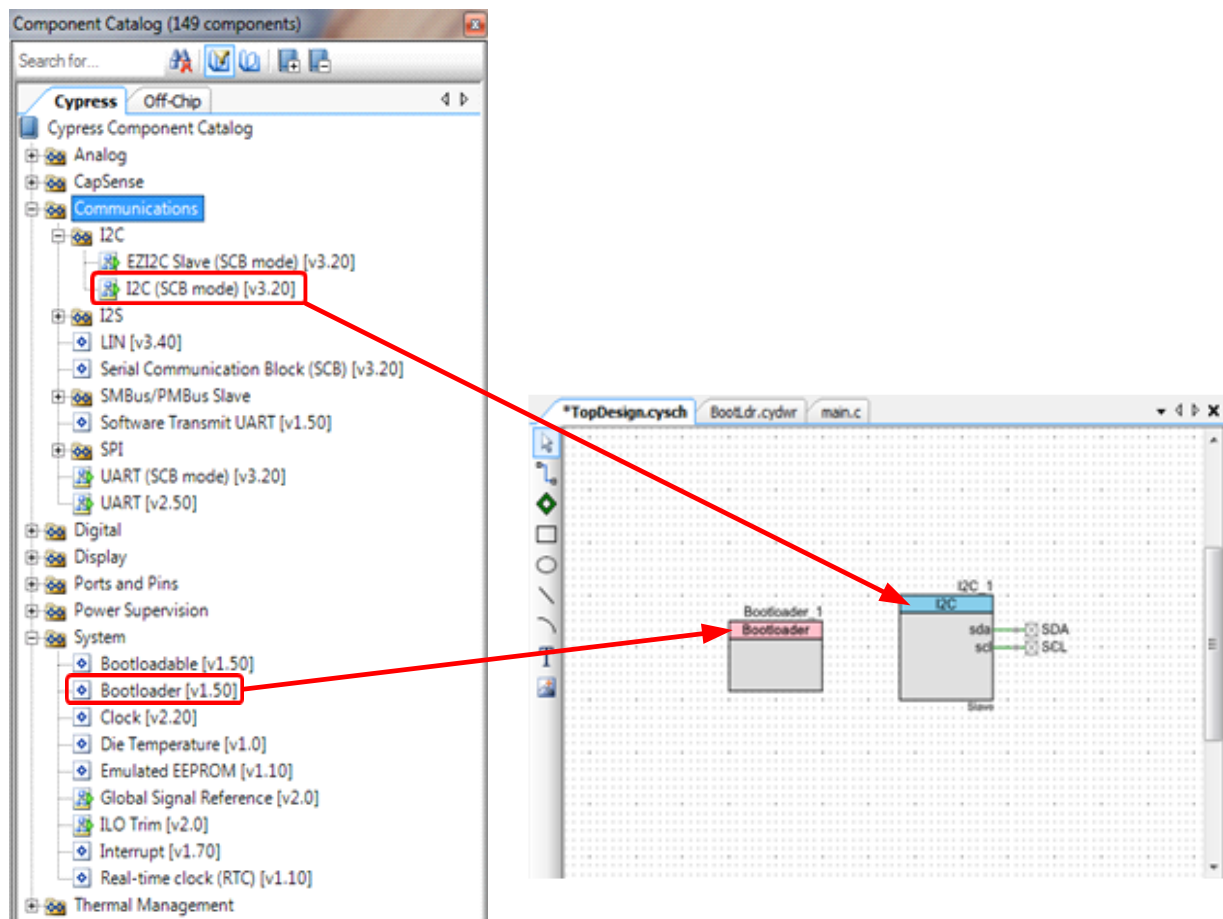 Component Catalog (149 components)
Search for...
Cypress Off-Chip
Cypress Component Catalog
Analog
CapSense
Communications
I2C
EZI2C Slave (SCB mode) [v3.20]
I2C (SCB mode) [v3.20]
I2S
LIN [v3.40]
Serial Communication Block (SCB) [v3.20]
SMBus/PMBus Slave
Software Transmit UART [v1.50]
SPI
UART (SCB mode) [v3.20]
UART [v2.50]
Digital
Display
Ports and Pins
Power Supervision
System
Bootloadable [v1.50]
Bootloader [v1.50]
Clock [v2.20]
Die Temperature [v1.0]
Emulated EEPROM [v1.10]
Global Signal Reference [v2.0]
ILO Trim [v2.0]
Interrupt [v1.70]
Real-time clock (RTC) [v1.10]
Thermal Management
*TopDesign.cysch BootLdr.cydwr main.c
T
Bootloader_1
Bootloader
I2C_1
I2C
sda SDA
scl SCL
Slave